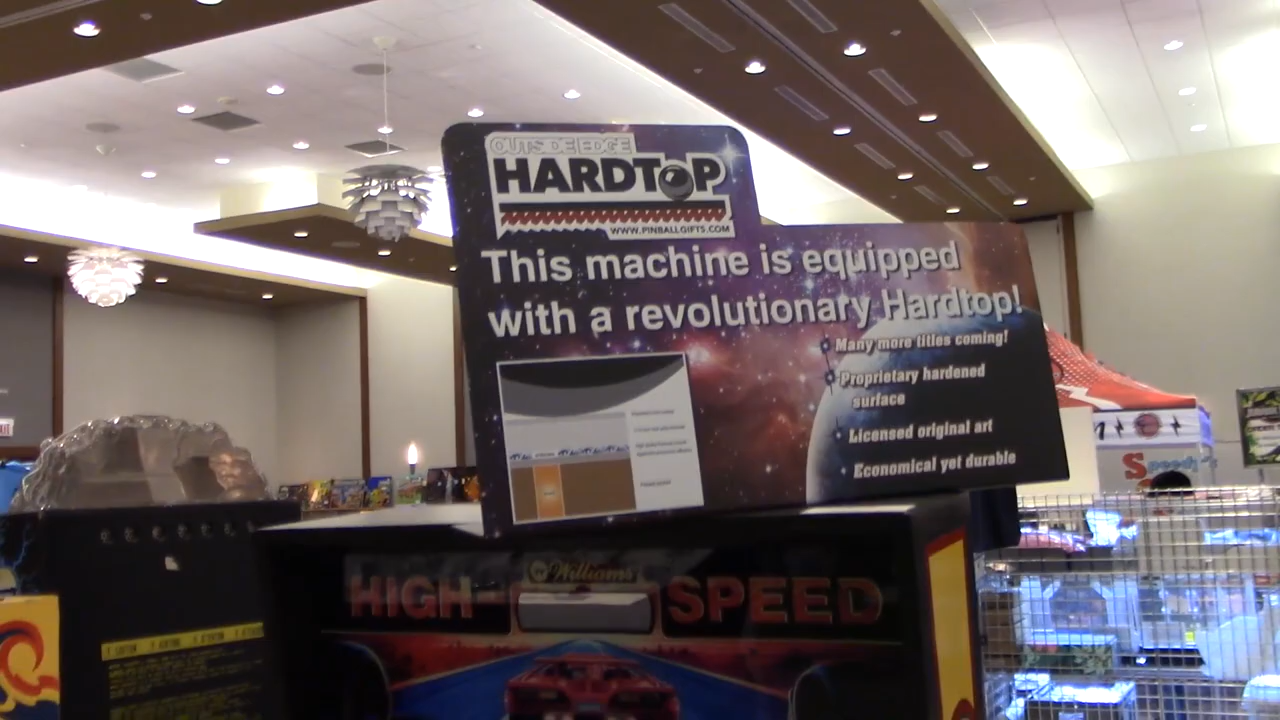 OUTSIDE EDGE
HARDTOP
WWW.PINBALLGIFTS.COM
This machine is equipped
with a revolutionary Hardtop!
Many more titles coming!
Proprietary hardened
surface
Licensed original art
Economical yet durable
Williams
HIGH-SPEED
Speedy's